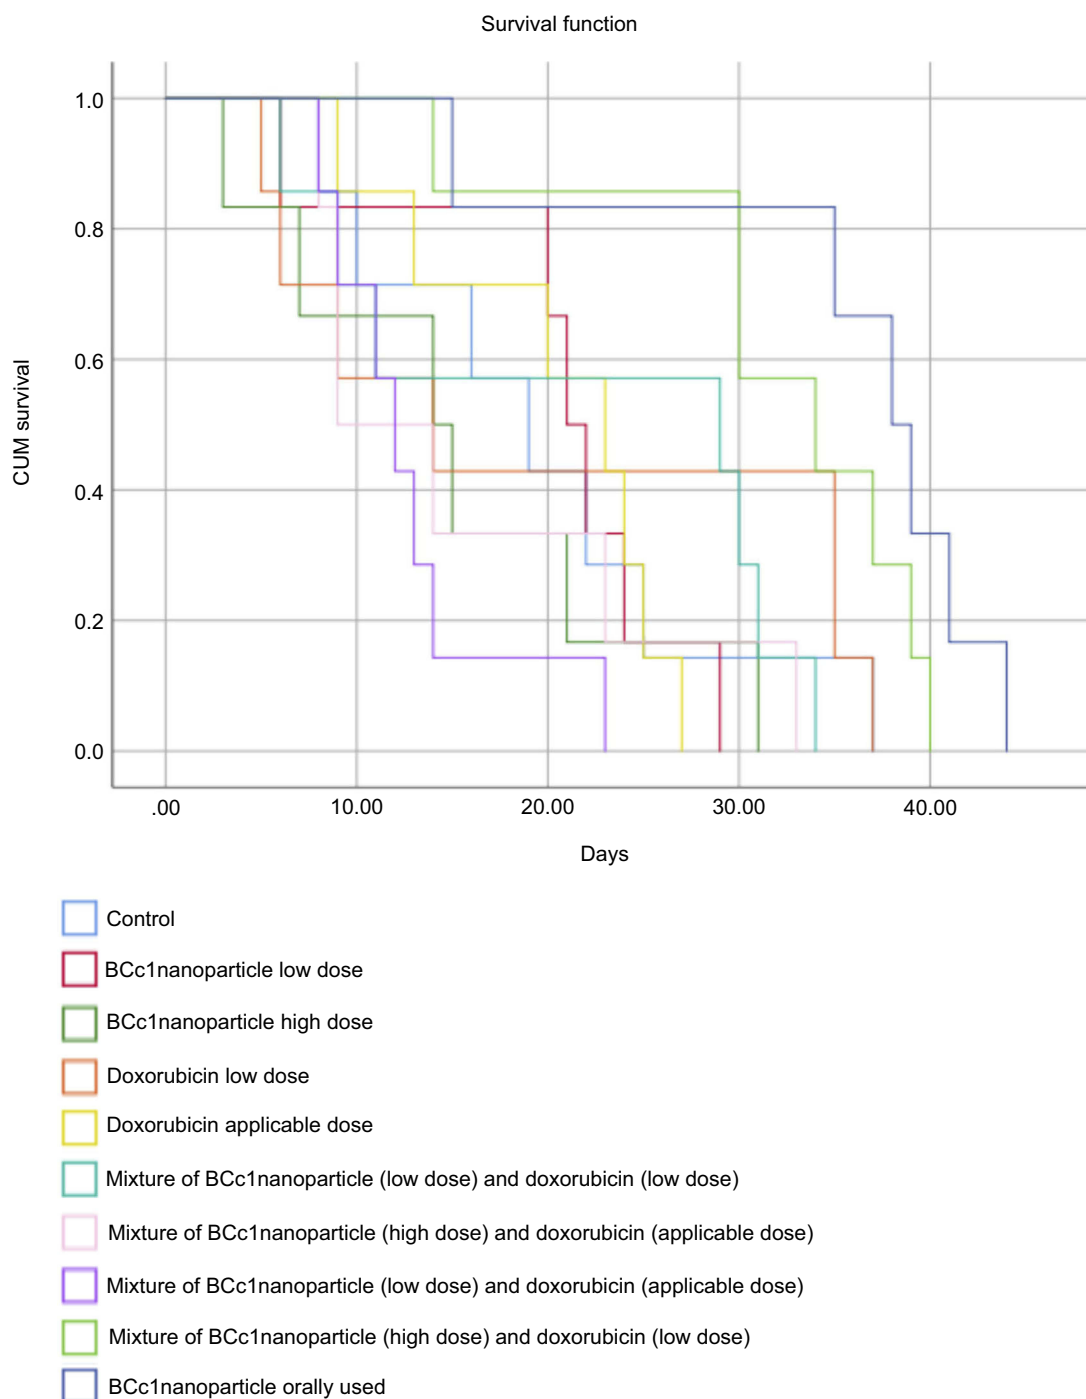 Survival function
CUM survival
1.0
0.8
0.6
0.4
0.2
0.0
.00 10.00 20.00 30.00 40.00
Days
Control
BCc1nanoparticle low dose
BCc1nanoparticle high dose
Doxorubicin low dose
Doxorubicin applicable dose
Mixture of BCc1nanoparticle (low dose) and doxorubicin (low dose)
Mixture of BCc1nanoparticle (high dose) and doxorubicin (applicable dose)
Mixture of BCc1nanoparticle (low dose) and doxorubicin (applicable dose)
Mixture of BCc1nanoparticle (high dose) and doxorubicin (low dose)
BCc1nanoparticle orally used